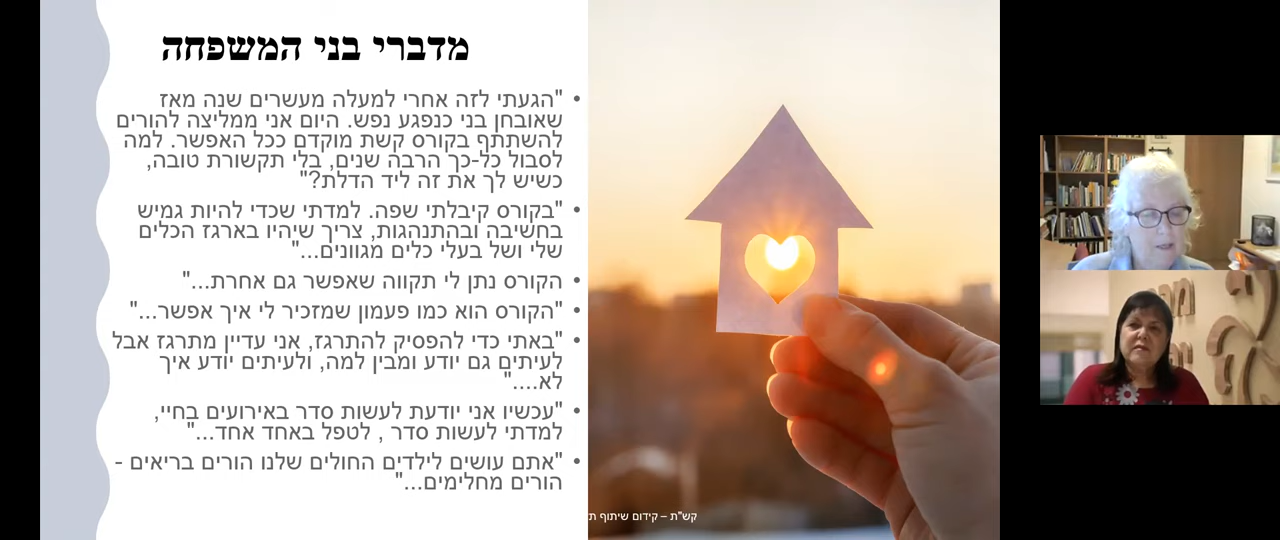 מדברי בני המשפחה
• "הגעתי לזה אחרי למעלה מעשרים שנה מאז
שאובחן בני כנפגע נפש. היום אני ממליצה להורים
להשתתף בקורס קשת מוקדם ככל האפשר. למה
לסבול כל-כך הרבה שנים, בלי תקשורת טובה,
כשיש לך את זה ליד הדלת?"
• "בקורס קיבלתי שפה. למדתי שכדי להיות גמיש
בחשיבה ובהתנהגות, צריך שיהיו בארגז הכלים
שלי ושל בעלי כלים מגוונים..."
• הקורס נתן לי תקווה שאפשר גם אחרת..."
• "הקורס הוא כמו פעמון שמזכיר לי איך אפשר..."
• "באתי כדי להפסיק להתרגז, אני עדיין מתרגז אבל
לעיתים גם יודע ומבין למה, ולעיתים יודע איך
לא...."
• "עכשיו אני יודעת לעשות סדר באירועים בחיי,
למדתי לעשות סדר , לטפל באחד אחד..."
• "אתם עושים לילדים החולים שלנו הורים בריאים -
הורים מחלימים..."
קש"ת – קידום שיתוף ת